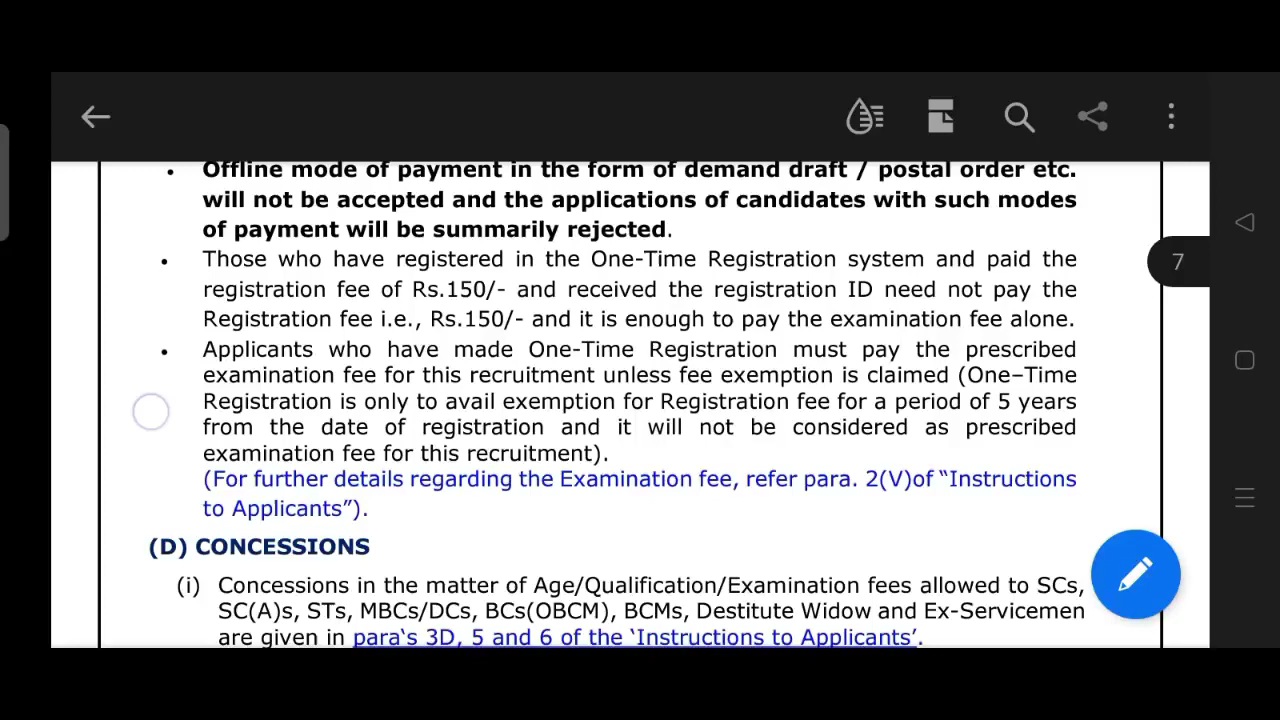 • Offline mode of payment in the form of demand draft / postal order etc.
will not be accepted and the applications of candidates with such modes
of payment will be summarily rejected.
• Those who have registered in the One-Time Registration system and paid the
registration fee of Rs.150/- and received the registration ID need not pay the
Registration fee i.e., Rs.150/- and it is enough to pay the examination fee alone.
• Applicants who have made One-Time Registration must pay the prescribed
examination fee for this recruitment unless fee exemption is claimed (One–Time
Registration is only to avail exemption for Registration fee for a period of 5 years
from the date of registration and it will not be considered as prescribed
examination fee for this recruitment).
(For further details regarding the Examination fee, refer para. 2(V)of “Instructions
to Applicants”).
(D) CONCESSIONS
(i) Concessions in the matter of Age/Qualification/Examination fees allowed to SCs,
SC(A)s, STs, MBCs/DCs, BCs(OBCM), BCMs, Destitute Widow and Ex-Servicemen
are given in para‛s 3D, 5 and 6 of the ‛Instructions to Applicants’.
7